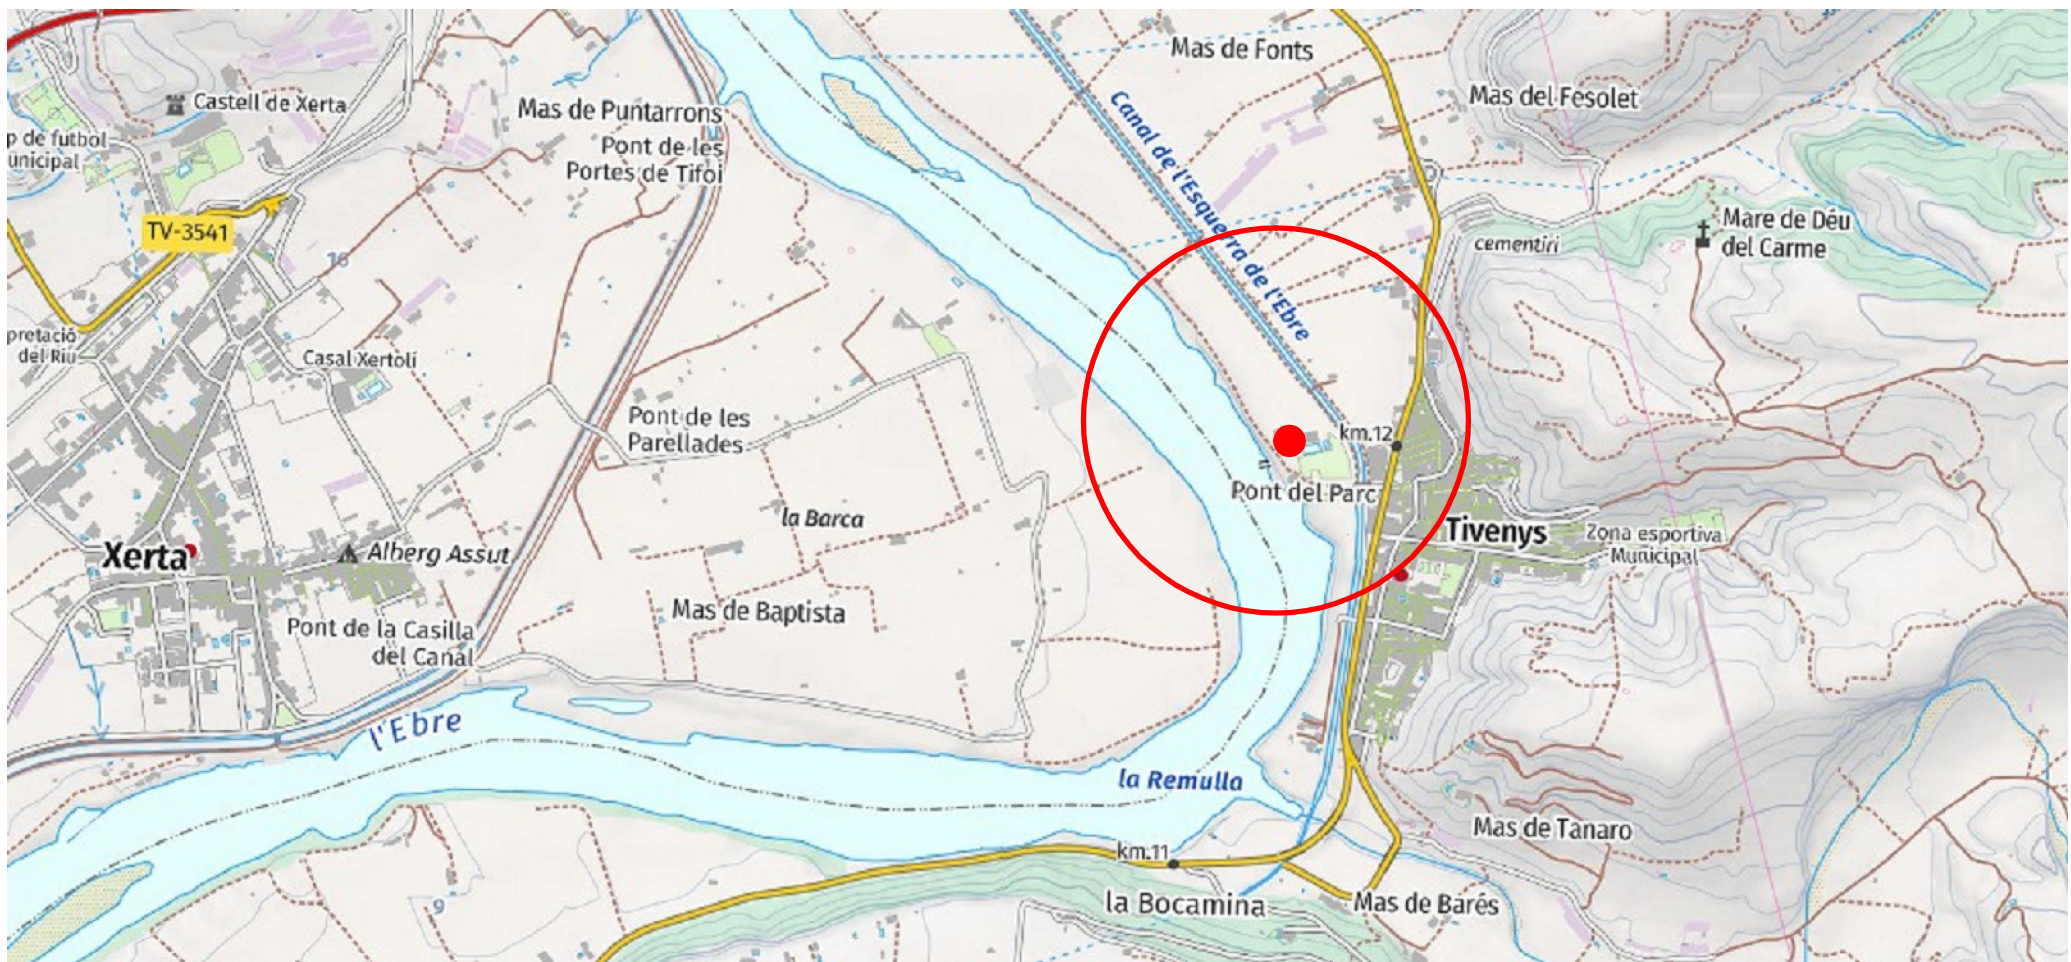 Mas de Fonts
Castell de Xerta
Mas de Puntarrons
Mas del Fesolet
p de futbol
Pont de les
Portes de Tifoi
Canal de l'Esquerra de l'Ebre
TV-3541
Mare de Déu
del Carme
cementiri
16
pretació
del Riu
Casal Xertolí
Pont de les
Parellades
km.12
Pont del Parc
la Barca
Tivenys
Zona esportiva
Municipal
Xerta
Alberg Assut
Mas de Baptista
Pont de la Casilla
del Canal
l'Ebre
la Remulla
Mas de Tanaro
km.11
9
la Bocamina
Mas de Barés